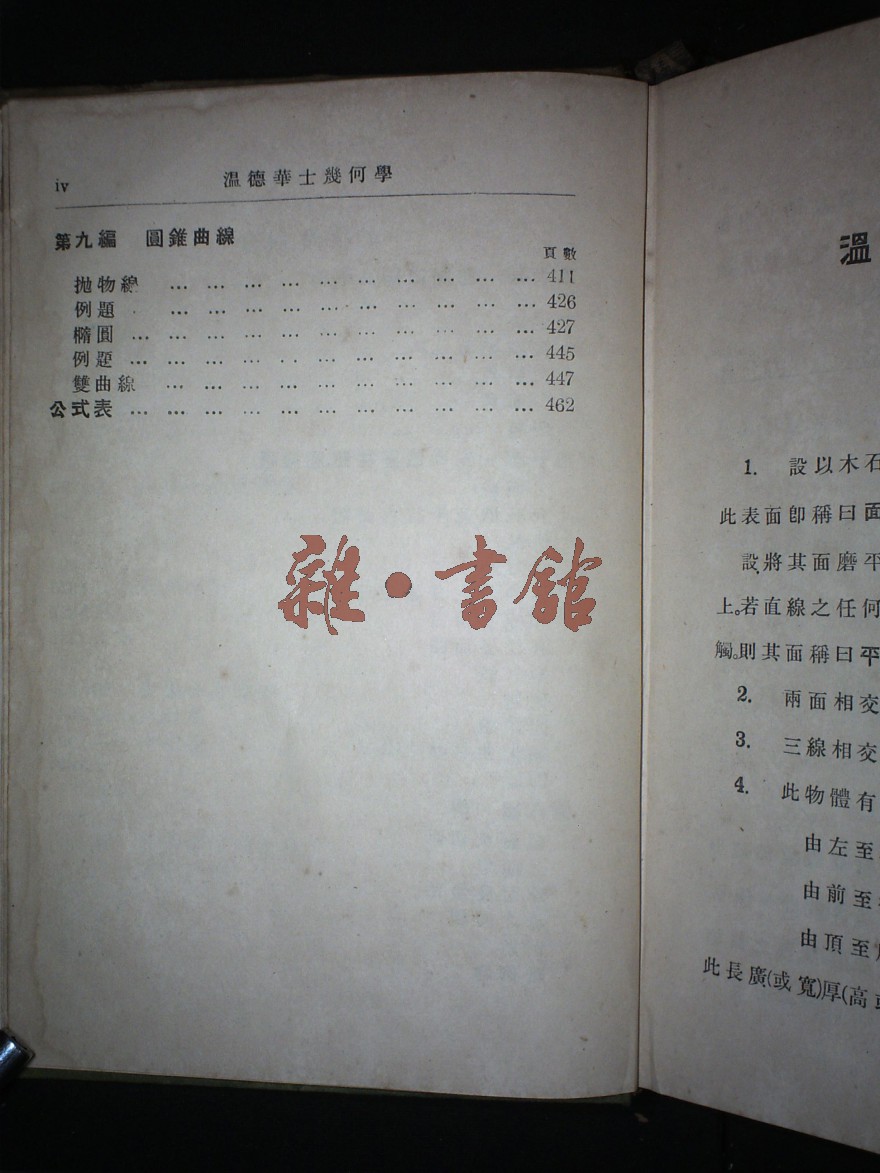 iv 溫德華士幾何學
第九編 圓錐曲線
頁數
拋物線 ... ... ... ... ... ... ... ... ... ... 411
例題 ... ... ... ... ... ... ... ... ... ... 426
橢圓 ... ... ... ... ... ... ... ... ... ... ... 427
例題 ... ... ... ... ... ... ... ... ... ... ... 445
雙曲線 ... ... ... ... ... ... ... ... ... ... 447
公式表 ... ... ... ... ... ... ... ... ... ... ... 462
雜·書館
溫
1. 設以木石
此表面卽稱曰面
設將其面磨平
上。若直線之任何
觸。則其面稱曰平
2. 兩面相交
3. 三線相交
4. 此物體有
由左至
由前至
由頂至
此長廣(或寬)厚(高